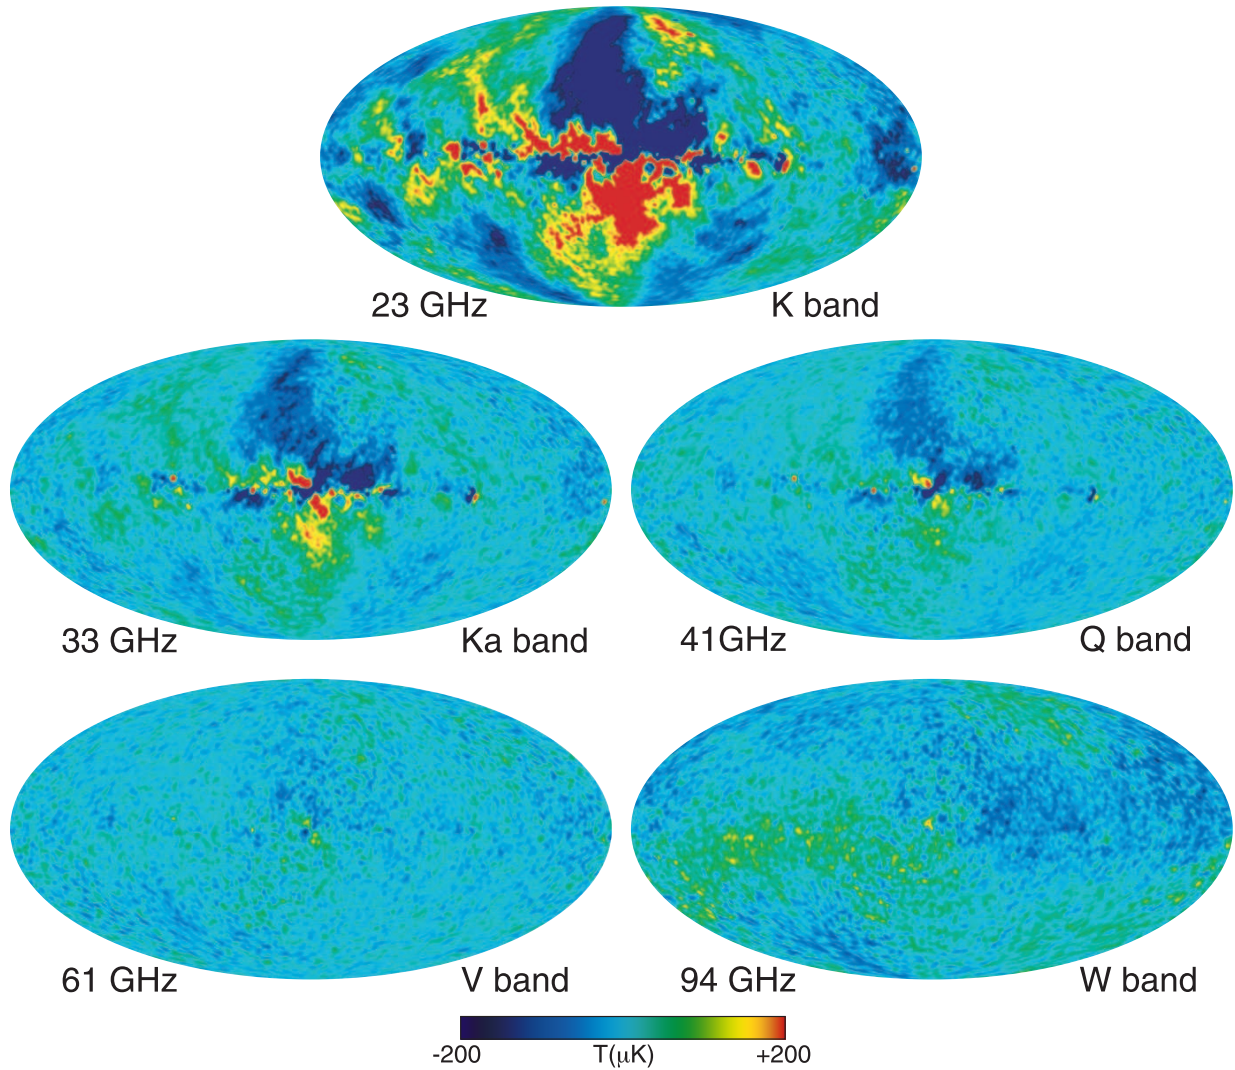 23 GHz K band
33 GHz Ka band
41GHz Q band
61 GHz V band
94 GHz W band
-200 T(μK) +200